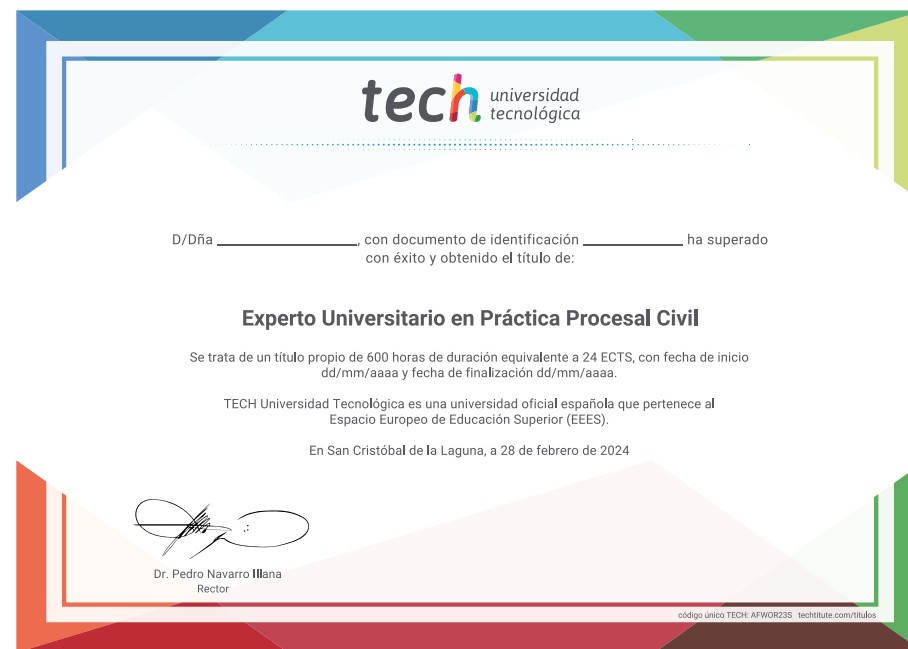 tech universidad
tecnológica
D/Dña ________________, con documento de identificación ____________ ha superado
con éxito y obtenido el título de:
Experto Universitario en Práctica Procesal Civil
Se trata de un título propio de 600 horas de duración equivalente a 24 ECTS, con fecha de inicio
dd/mm/aaaa y fecha de finalización dd/mm/aaaa.
TECH Universidad Tecnológica es una universidad oficial española que pertenece al
Espacio Europeo de Educación Superior (EEES).
En San Cristóbal de la Laguna, a 28 de febrero de 2024
Dr. Pedro Navarro Illana
Rector
código único TECH: AFWOR23S techtitute.com/titulos